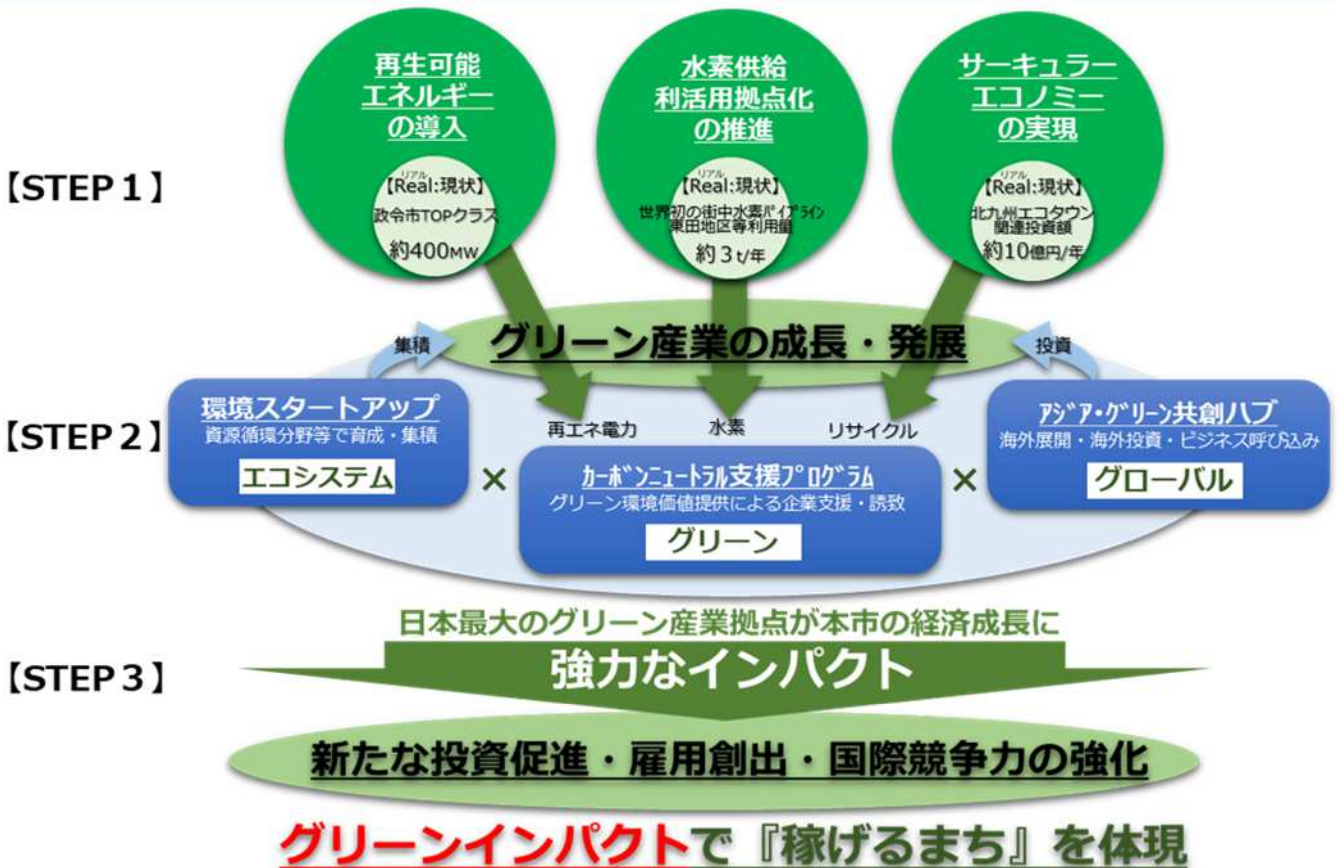 【STEP1】
再生可能
エネルギー
の導入
リアル
【Real:現状】
政令市TOPクラス
約400MW
水素供給
利活用拠点化
の推進
リアル
【Real:現状】
世界初の街中水素パイプライン
東田地区等利用量
約3t/年
サーキュラー
エコノミー
の実現
リアル
【Real:現状】
北九州エコタウン
関連投資額
約10億円/年
グリーン産業の成長・発展
集積
投資
【STEP2】
環境スタートアップ
資源循環分野等で育成・集積
エコシステム
×
再エネ電力
水素
リサイクル
カーボンニュートラル支援プログラム
グリーン環境価値提供による企業支援・誘致
グリーン
×
アジア・グリーン共創ハブ
海外展開・海外投資・ビジネス呼び込み
グローバル
【STEP3】
日本最大のグリーン産業拠点が本市の経済成長に
強力なインパクト
新たな投資促進・雇用創出・国際競争力の強化
グリーンインパクトで『稼げるまち』を体現